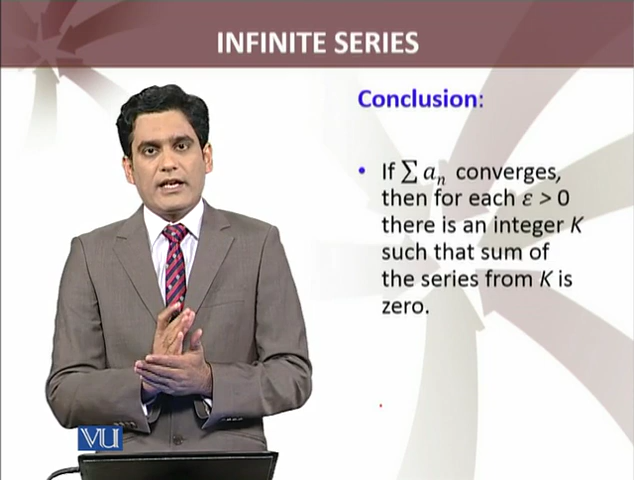 INFINITE SERIES
Conclusion:
• If ∑ aₙ converges,
then for each ε > 0
there is an integer K
such that sum of
the series from K is
zero.
VU